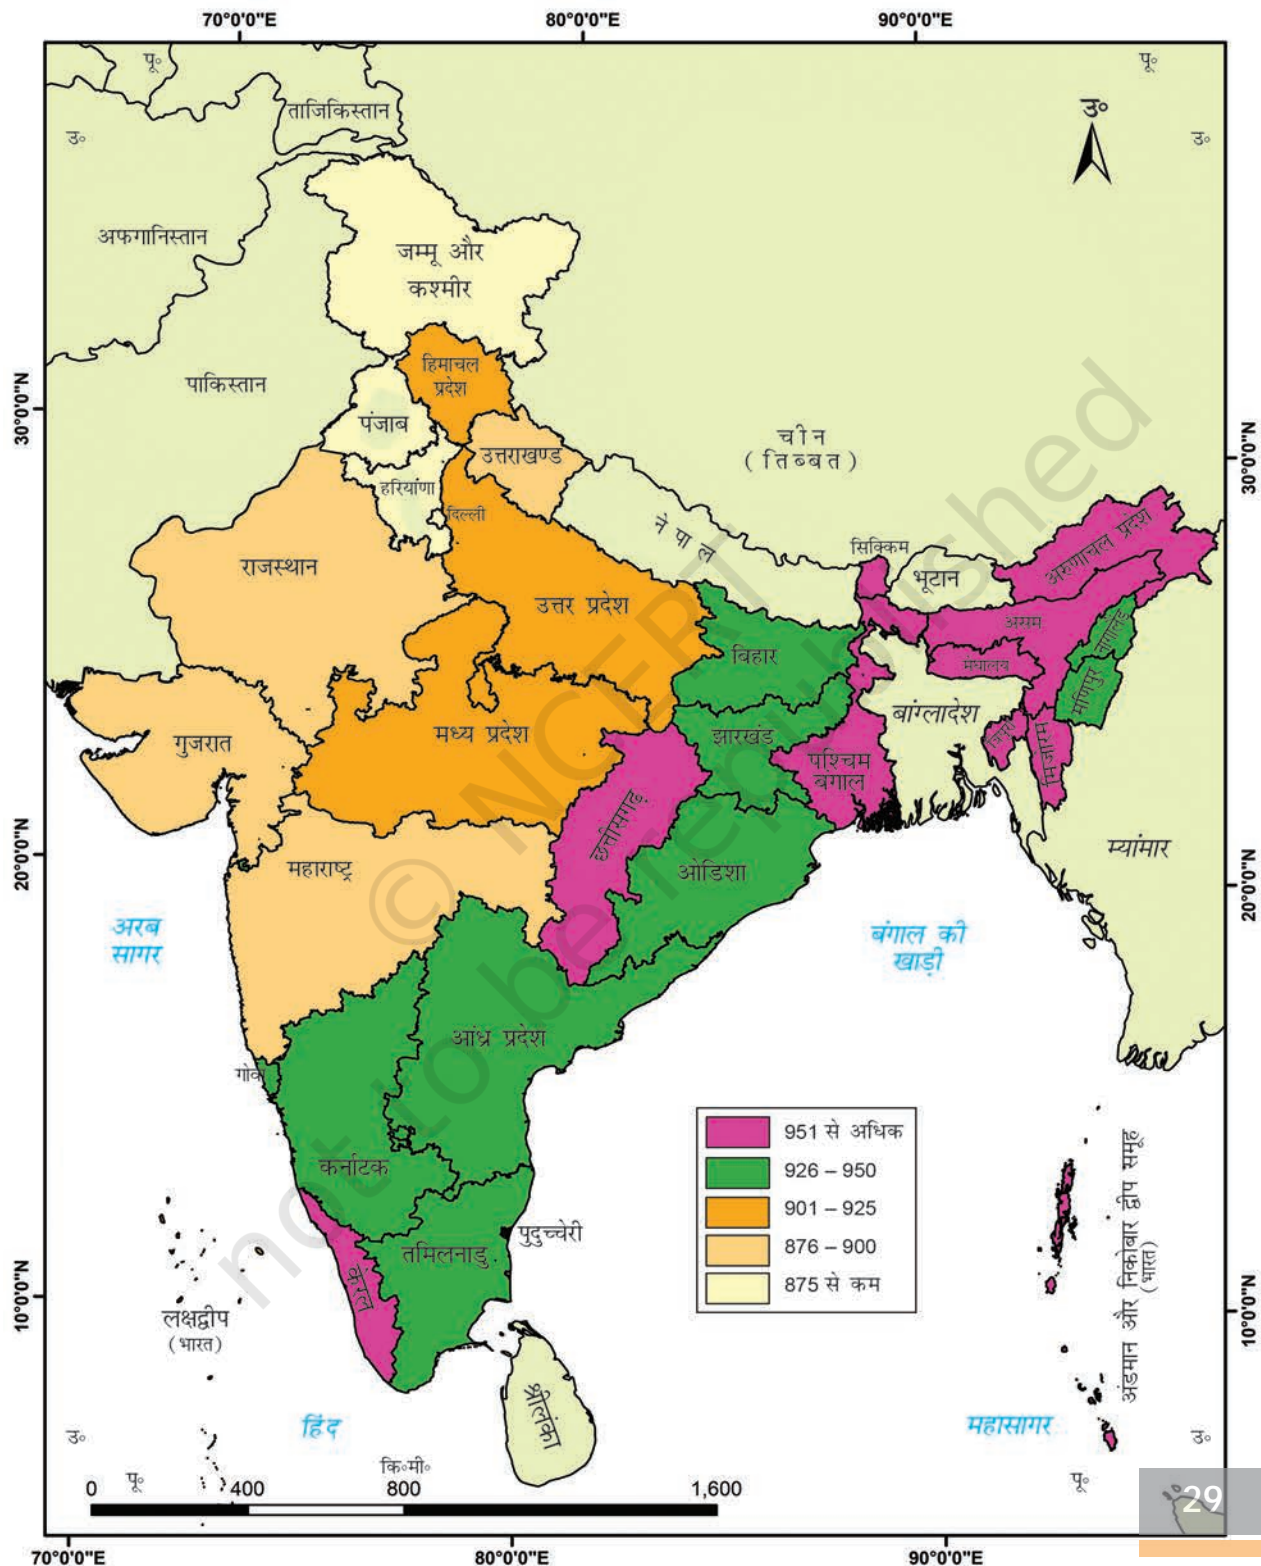 70°0'0"E 80°0'0"E 90°0'0"E
पू॰ पू॰
ताजिकिस्तान
उ॰
उ॰ उ॰
अफगानिस्तान
जम्मू और
कश्मीर
हिमाचल
प्रदेश
पाकिस्तान
पंजाब
30°0'0"N
चीन
(तिब्बत)
उत्तराखण्ड
30°0'0"N
हरियाणा
दिल्ली
नेपाल
सिक्किम
अरुणाचल प्रदेश
भूटान
राजस्थान
उत्तर प्रदेश
असम
नागालैंड
बिहार
मेघालय
मणिपुर
बांग्लादेश
गुजरात
मध्य प्रदेश
झारखंड
त्रिपुरा
मिजोरम
पश्चिम
बंगाल
छत्तीसगढ़
म्यांमार
20°0'0"N
महाराष्ट्र
ओडिशा
20°0'0"N
अरब
सागर
बंगाल की
खाड़ी
आंध्र प्रदेश
गोवा
951 से अधिक
926 – 950
901 – 925
876 – 900
875 से कम
कर्नाटक
पुदुच्चेरी
तमिलनाडु
केरल
अंडमान और निकोबार द्वीप समूह
(भारत)
10°0'0"N
10°0'0"N
लक्षद्वीप
(भारत)
श्रीलंका
हिंद
महासागर
उ॰ उ॰
पू॰ कि॰मी॰ पू॰
0 400 800 1,600
29
70°0'0"E 80°0'0"E 90°0'0"E
© NCERT
not to be republished